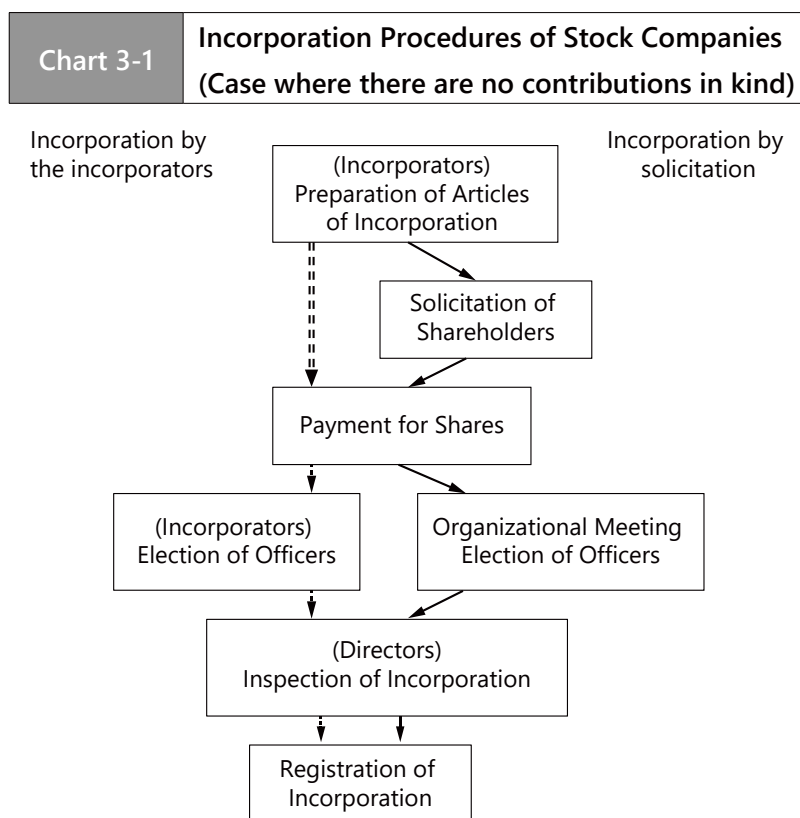 Chart 3-1
Incorporation Procedures of Stock Companies
(Case where there are no contributions in kind)
Incorporation by
the incorporators
Incorporation by
solicitation
(Incorporators)
Preparation of Articles
of Incorporation
Solicitation of
Shareholders
Payment for Shares
(Incorporators)
Election of Officers
Organizational Meeting
Election of Officers
(Directors)
Inspection of Incorporation
Registration of
Incorporation